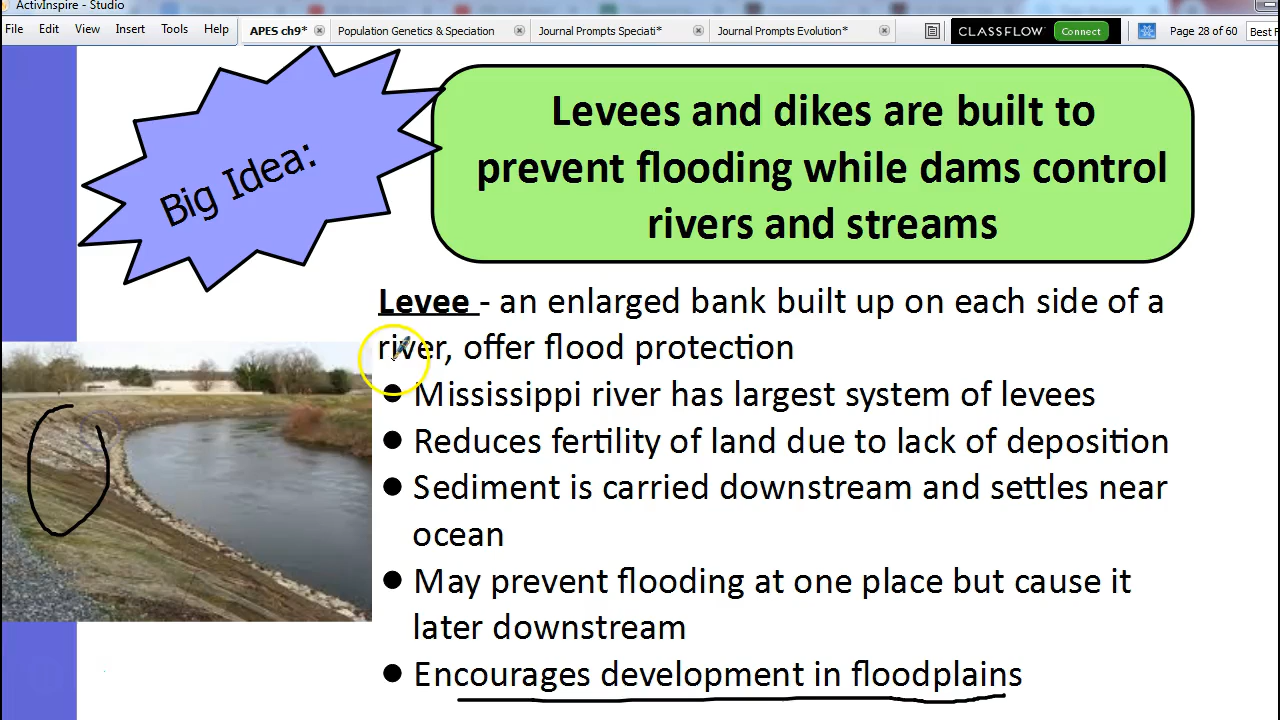 ActivInspire - Studio
File Edit View Insert Tools Help APES ch9* Population Genetics & Speciation Journal Prompts Speciati* Journal Prompts Evolution* CLASSFLOW Connect Page 28 of 60 Best F
Big Idea:
Levees and dikes are built to
prevent flooding while dams control
rivers and streams
Levee - an enlarged bank built up on each side of a
river, offer flood protection
● Mississippi river has largest system of levees
● Reduces fertility of land due to lack of deposition
● Sediment is carried downstream and settles near
ocean
● May prevent flooding at one place but cause it
later downstream
● Encourages development in floodplains